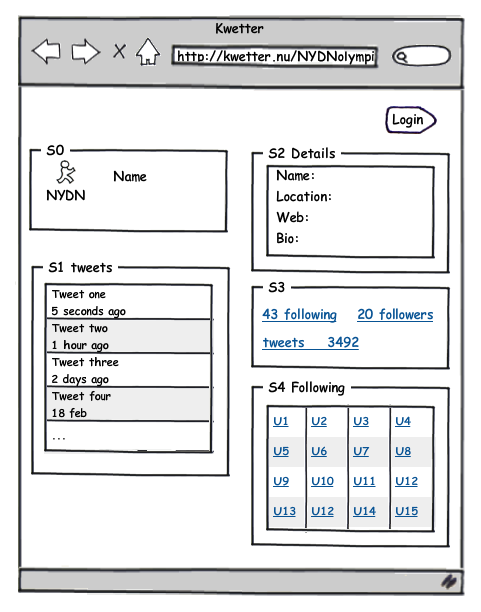 Kwetter
http://kwetter.nu/NYDNolympi
Login
S0
Name
NYDN
S1 tweets
Tweet one
5 seconds ago
Tweet two
1 hour ago
Tweet three
2 days ago
Tweet four
18 feb
...
S2 Details
Name:
Location:
Web:
Bio:
S3
43 following 20 followers
tweets 3492
S4 Following
U1 U2 U3 U4
U5 U6 U7 U8
U9 U10 U11 U12
U13 U12 U14 U15